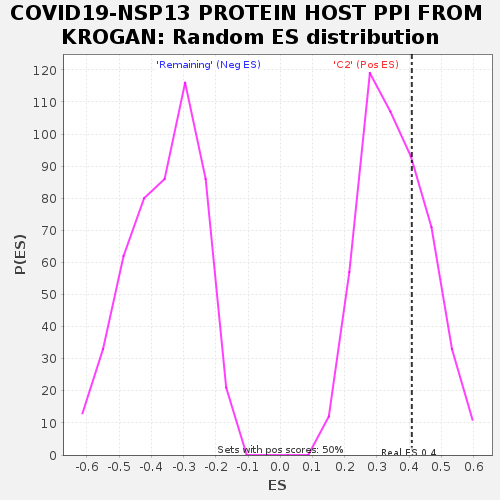 COVID19-NSP13 PROTEIN HOST PPI FROM
KROGAN: Random ES distribution
'Remaining' (Neg ES)
'C2' (Pos ES)
120
110
100
90
80
70
60
50
40
30
20
10
0
P(ES)
Sets with pos scores: 50%
Real ES 0.4
-0.6 -0.5 -0.4 -0.3 -0.2 -0.1 0.0 0.1 0.2 0.3 0.4 0.5 0.6
ES